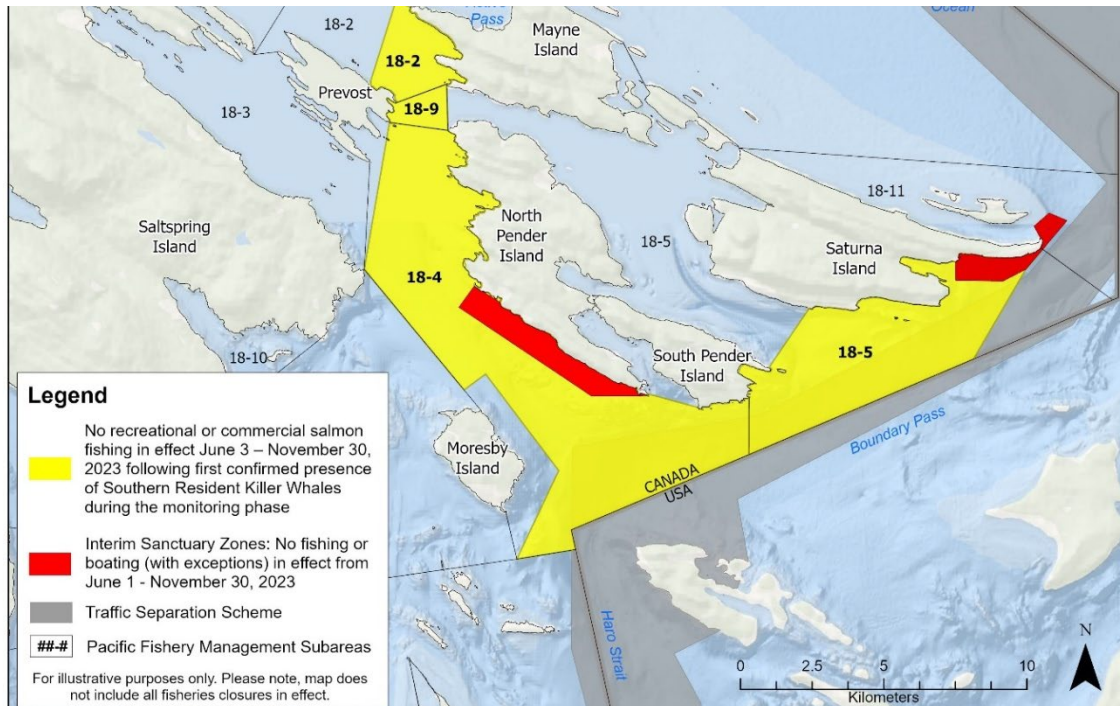 Active
Pass
Ocean
18-2
Mayne
Island
18-2
Prevost
18-9
18-3
18-11
North
Pender
Island
Saltspring
Island
18-5
Saturna
Island
18-4
18-10
South Pender
Island
18-5
Moresby
Island
Boundary Pass
CANADA
USA
Haro Strait
Legend
No recreational or commercial salmon
fishing in effect June 3 – November 30,
2023 following first confirmed presence
of Southern Resident Killer Whales
during the monitoring phase
Interim Sanctuary Zones: No fishing or
boating (with exceptions) in effect from
June 1 - November 30, 2023
Traffic Separation Scheme
##-# Pacific Fishery Management Subareas
For illustrative purposes only. Please note, map does
not include all fisheries closures in effect.
N
0 2.5 5 10
Kilometers